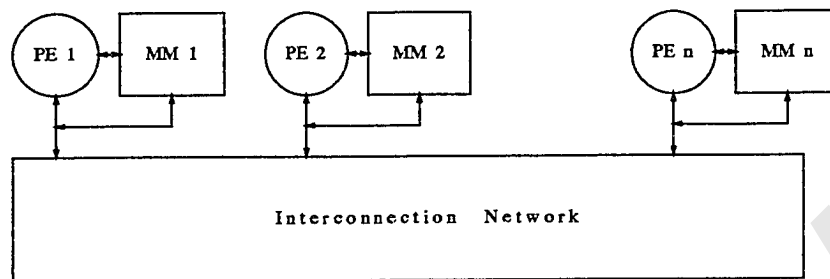 PE 1 MM 1 PE 2 MM 2 PE n MM n
Interconnection Network